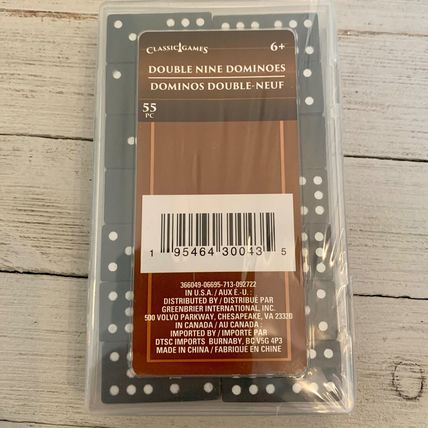 CLASSIC GAMES 6+
DOUBLE NINE DOMINOES
DOMINOS DOUBLE-NEUF
55
PC
1 95464 30043 5
366049-06695-713-092722
IN U.S.A. / AUX É.-U. :
DISTRIBUTED BY / DISTRIBUÉ PAR
GREENBRIER INTERNATIONAL, INC.
500 VOLVO PARKWAY, CHESAPEAKE, VA 23320
IN CANADA / AU CANADA :
IMPORTED BY / IMPORTÉ PAR
DTSC IMPORTS BURNABY, BC V5G 4P3
MADE IN CHINA / FABRIQUÉ EN CHINE